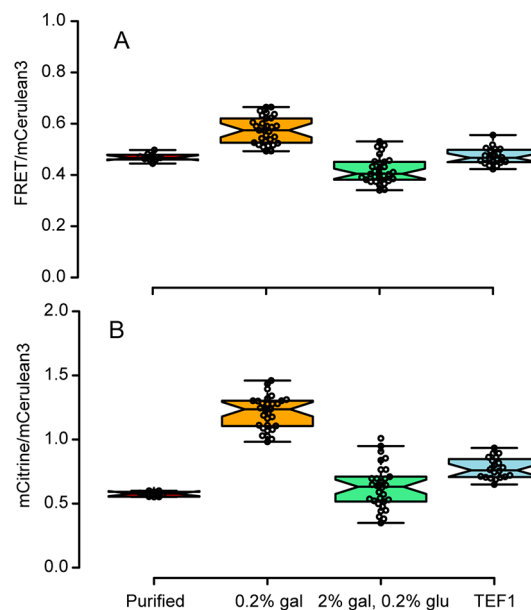 A
FRET/mCerulean3
1.0
0.8
0.6
0.4
0.2
0.0
B
mCitrine/mCerulean3
2.0
1.5
1.0
0.5
0.0
Purified 0.2% gal 2% gal, 0.2% glu TEF1